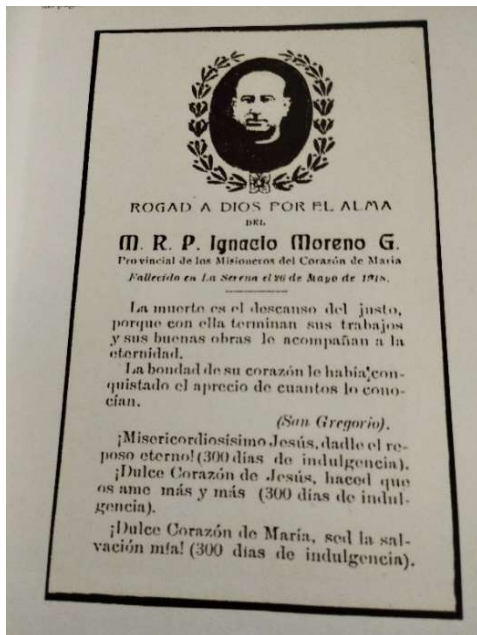 ROGAD A DIOS POR EL ALMA
DEL
M. R. P. Ignacio Moreno G.
Provincial de los Misioneros del Corazón de Maria
Fallecido en La Serena el 26 de Mayo de 1918.
La muerte es el descanso del justo,
porque con ella terminan sus trabajos
y sus buenas obras le acompañan a la
eternidad.
La bondad de su corazón le había con-
quistado el aprecio de cuantos lo cono-
cían.
(San Gregorio).
¡Misericordiosísimo Jesús, dadle el re-
poso eterno! (300 días de indulgencia).
¡Dulce Corazón de Jesús, haced que
os ame más y más (300 días de indul-
gencia).
¡Dulce Corazón de María, sed la sal-
vación mía! (300 días de indulgencia).